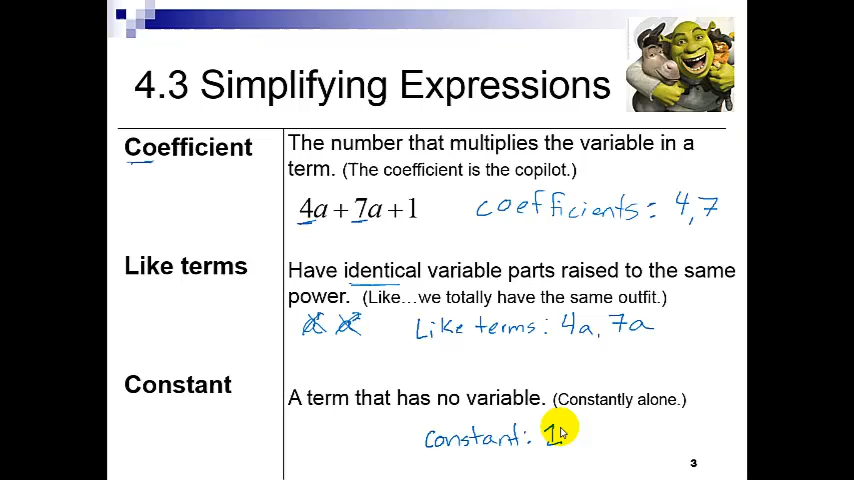 4.3 Simplifying Expressions
Coefficient
The number that multiplies the variable in a
term. (The coefficient is the copilot.)
4a + 7a + 1
coefficients: 4, 7
Like terms
Have identical variable parts raised to the same
power. (Like…we totally have the same outfit.)
Like terms: 4a, 7a
Constant
A term that has no variable. (Constantly alone.)
constant: 1
3